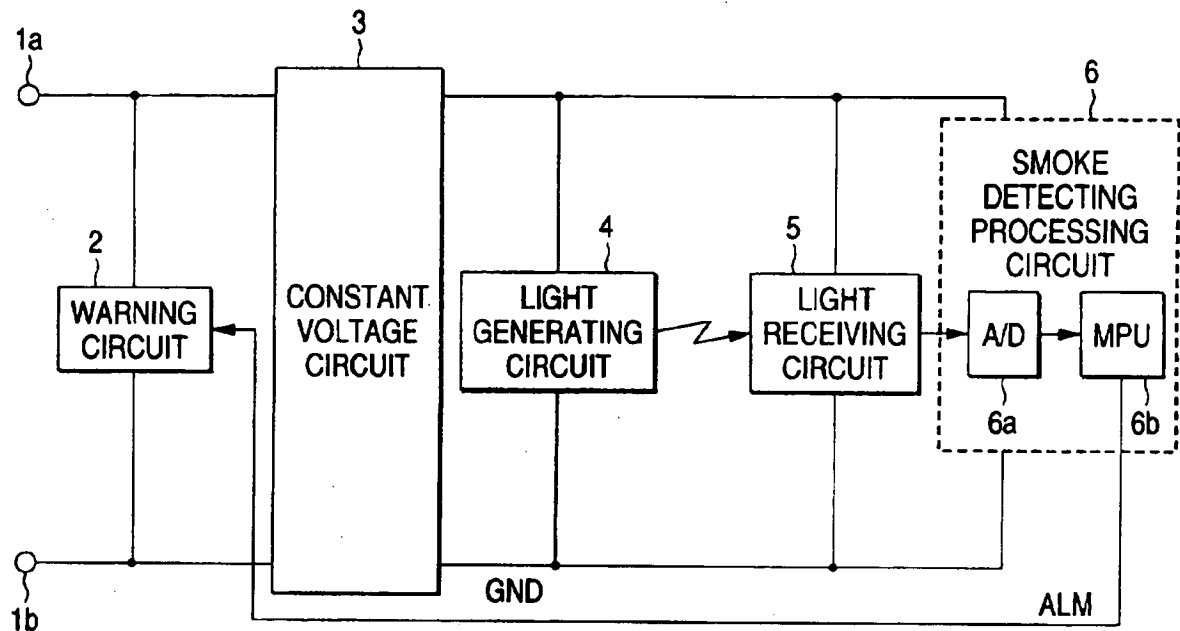 1a
3
6
SMOKE
DETECTING
PROCESSING
CIRCUIT
2
WARNING
CIRCUIT
CONSTANT
VOLTAGE
CIRCUIT
4
LIGHT
GENERATING
CIRCUIT
5
LIGHT
RECEIVING
CIRCUIT
A/D
MPU
6a
6b
1b
GND
ALM